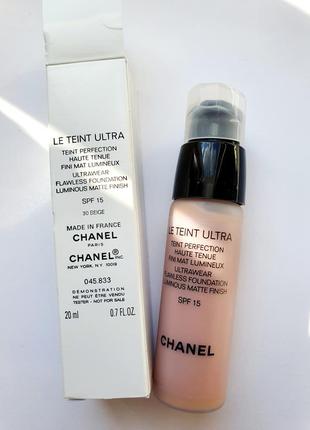 LE TEINT ULTRA
TEINT PERFECTION
HAUTE TENUE
FINI MAT LUMINEUX
ULTRAWEAR
FLAWLESS FOUNDATION
LUMINOUS MATTE FINISH
SPF 15
30 BEIGE
MADE IN FRANCE
CHANEL
PARIS
CHANEL INC
NEW YORK, N.Y. 10019
045.833
DÉMONSTRATION
NE PEUT ÊTRE VENDU
TESTER - NOT FOR SALE
20 ml 0.7 FL.OZ.
LE TEINT ULTRA
TEINT PERFECTION
HAUTE TENUE
FINI MAT LUMINEUX
ULTRAWEAR
FLAWLESS FOUNDATION
LUMINOUS MATTE FINISH
SPF 15
CHANEL